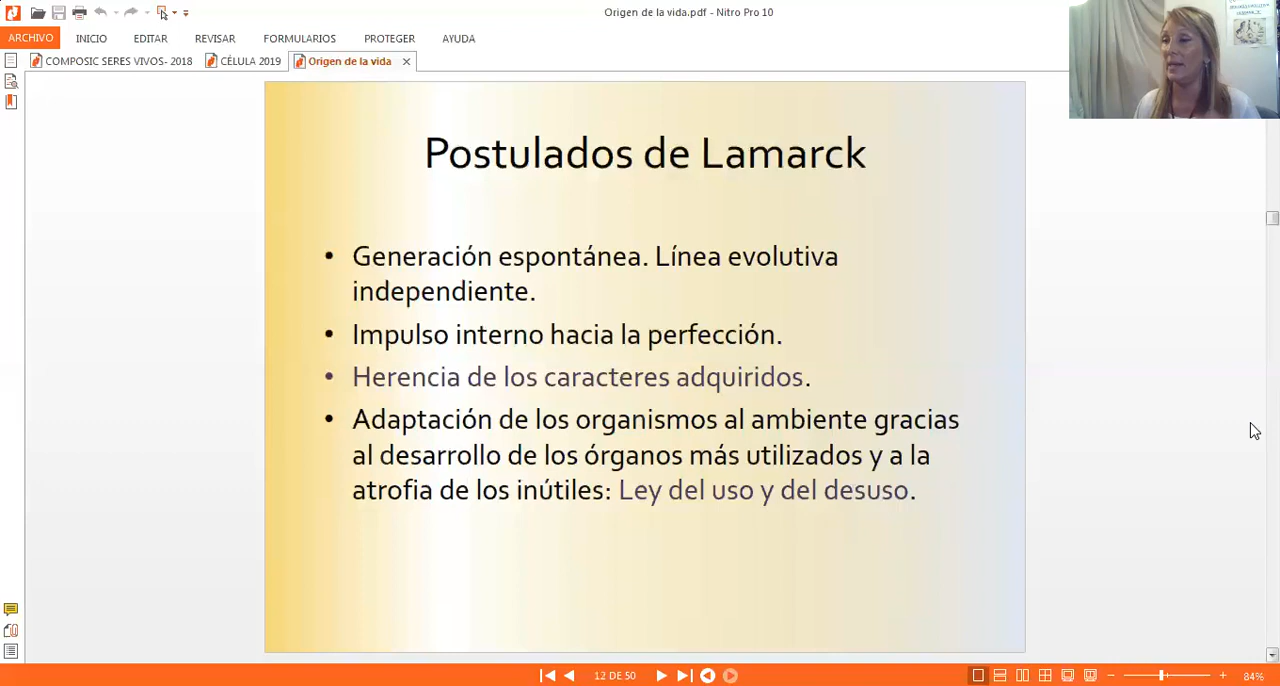 Origen de la vida.pdf - Nitro Pro 10
ARCHIVO INICIO EDITAR REVISAR FORMULARIOS PROTEGER AYUDA
COMPOSIC SERES VIVOS- 2018 CÉLULA 2019 Origen de la vida
Postulados de Lamarck
• Generación espontánea. Línea evolutiva
independiente.
• Impulso interno hacia la perfección.
• Herencia de los caracteres adquiridos.
• Adaptación de los organismos al ambiente gracias
al desarrollo de los órganos más utilizados y a la
atrofia de los inútiles: Ley del uso y del desuso.
12 DE 50
84%